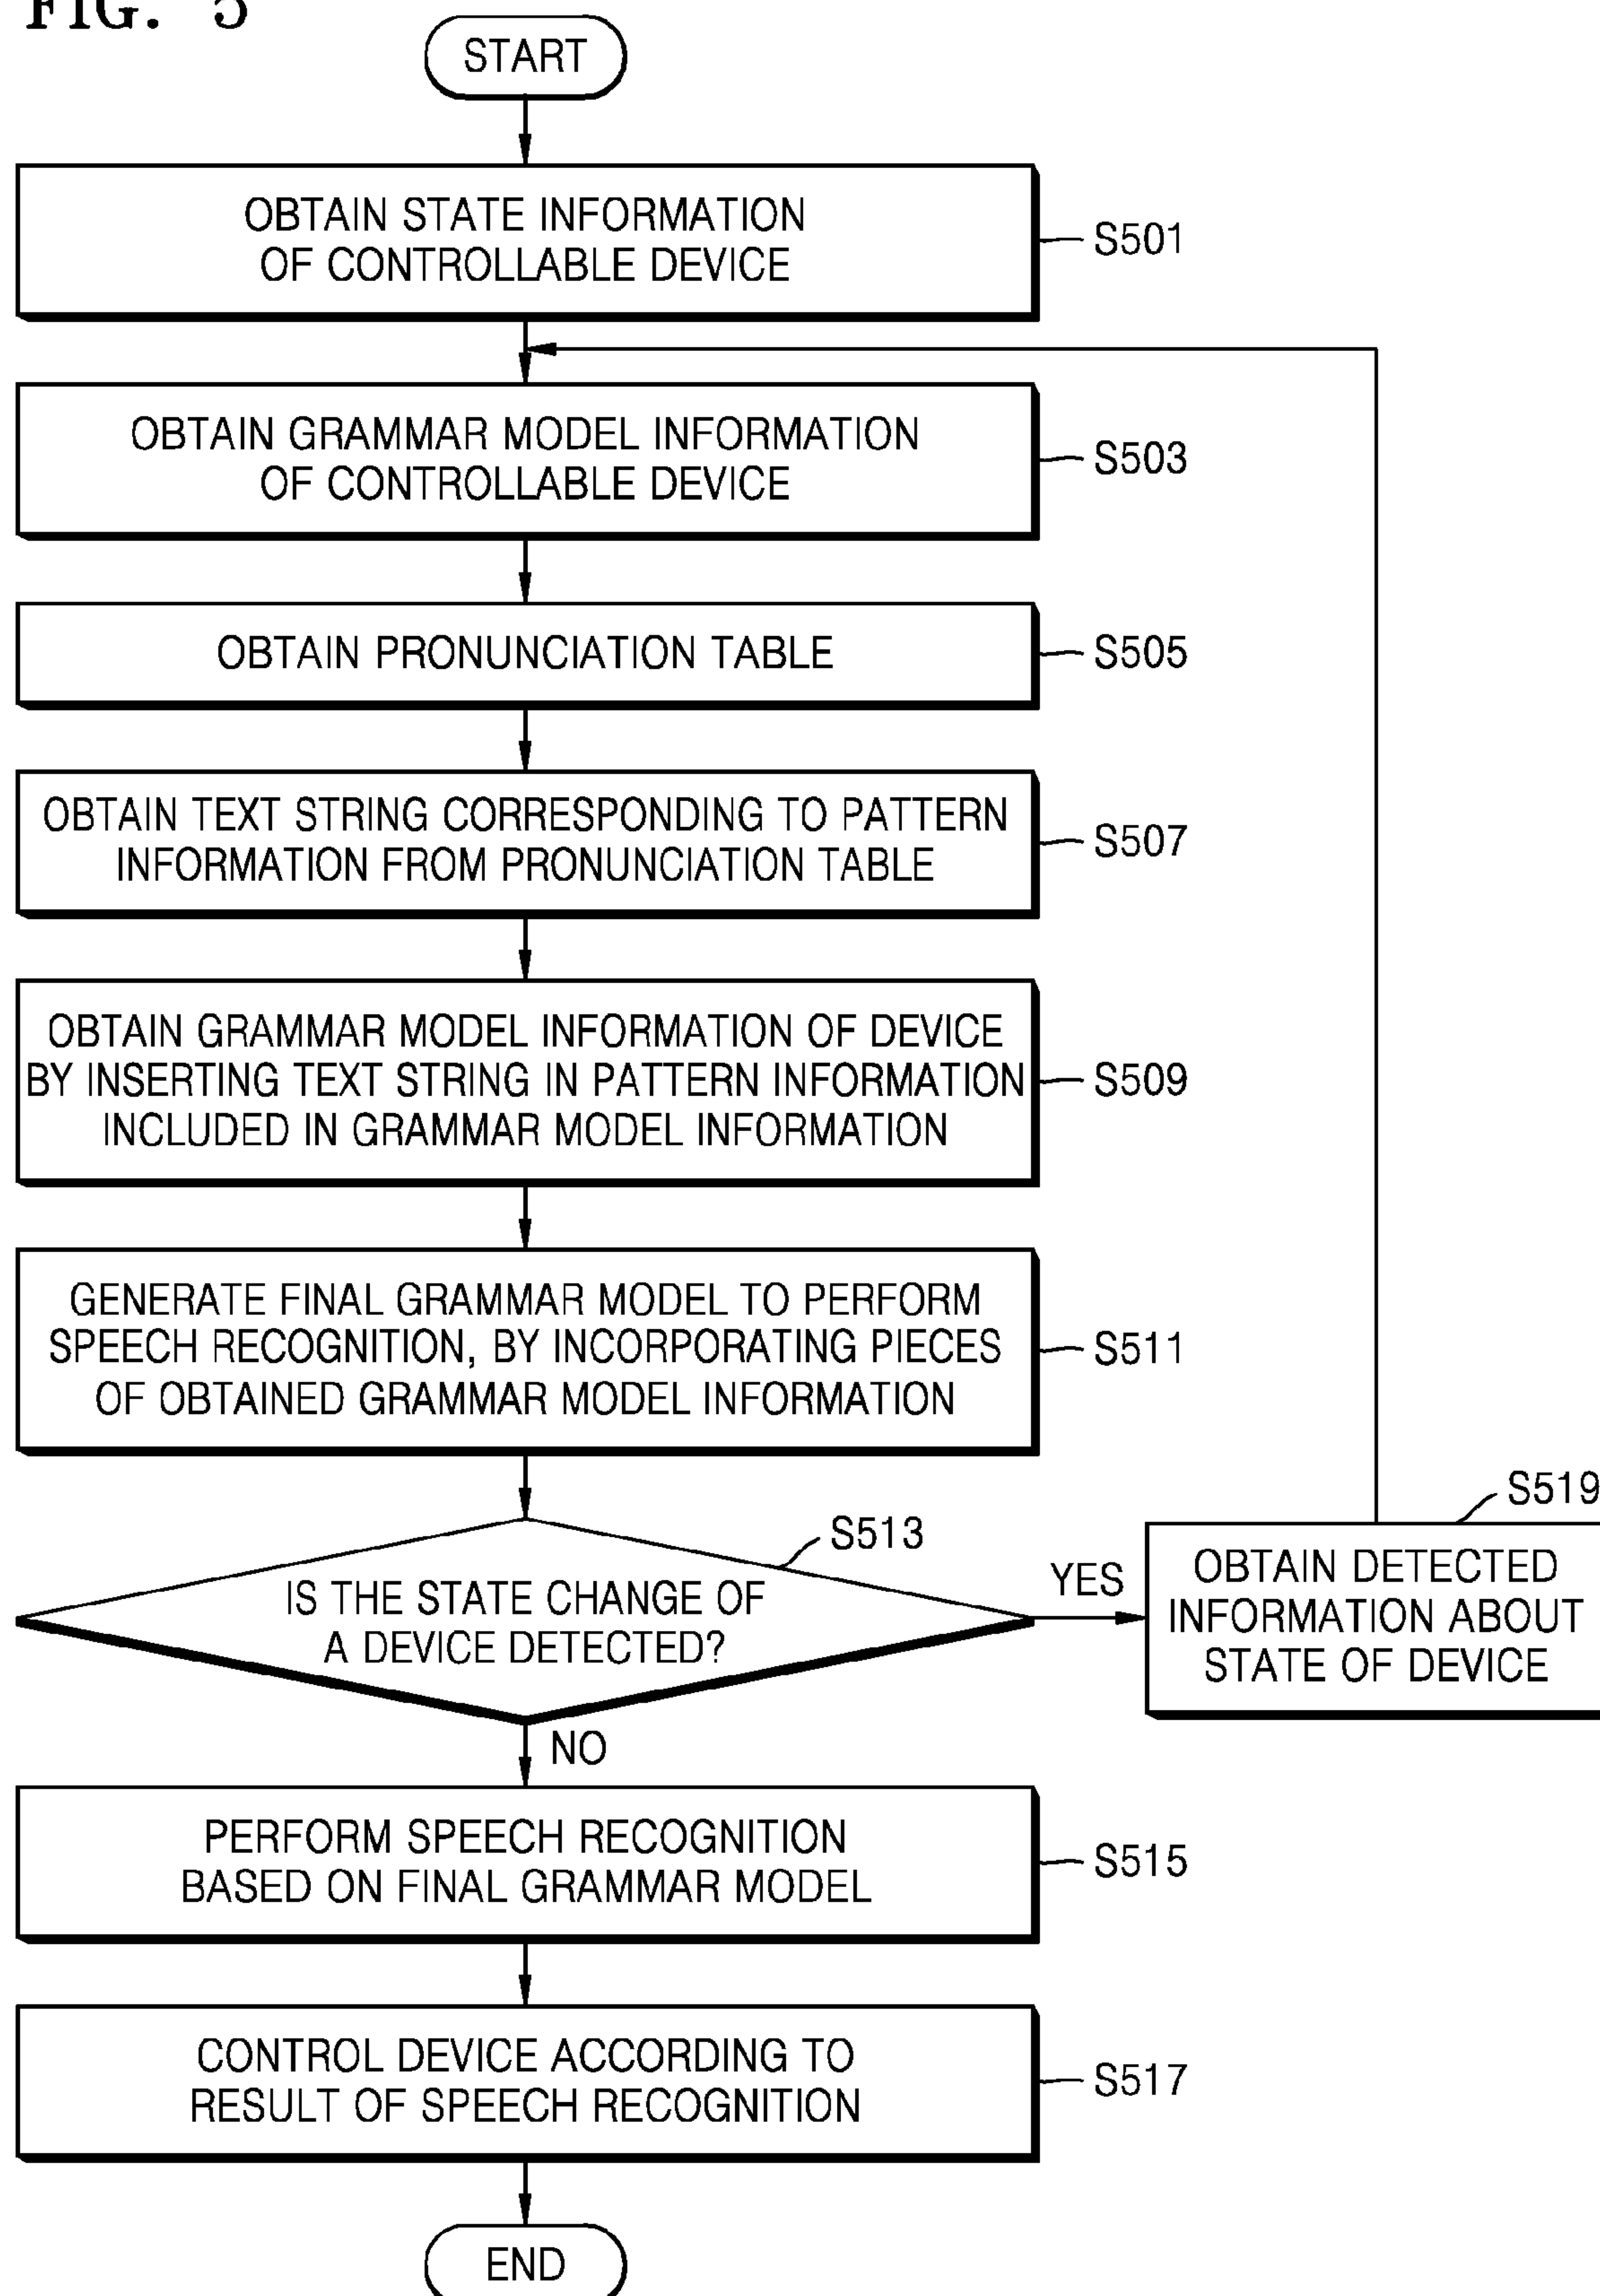 FIG. 5
START
OBTAIN STATE INFORMATION
OF CONTROLLABLE DEVICE
S501
OBTAIN GRAMMAR MODEL INFORMATION
OF CONTROLLABLE DEVICE
S503
OBTAIN PRONUNCIATION TABLE
S505
OBTAIN TEXT STRING CORRESPONDING TO PATTERN
INFORMATION FROM PRONUNCIATION TABLE
S507
OBTAIN GRAMMAR MODEL INFORMATION OF DEVICE
BY INSERTING TEXT STRING IN PATTERN INFORMATION
INCLUDED IN GRAMMAR MODEL INFORMATION
S509
GENERATE FINAL GRAMMAR MODEL TO PERFORM
SPEECH RECOGNITION, BY INCORPORATING PIECES
OF OBTAINED GRAMMAR MODEL INFORMATION
S511
IS THE STATE CHANGE OF
A DEVICE DETECTED?
S513
YES
S519
OBTAIN DETECTED
INFORMATION ABOUT
STATE OF DEVICE
NO
PERFORM SPEECH RECOGNITION
BASED ON FINAL GRAMMAR MODEL
S515
CONTROL DEVICE ACCORDING TO
RESULT OF SPEECH RECOGNITION
S517
END